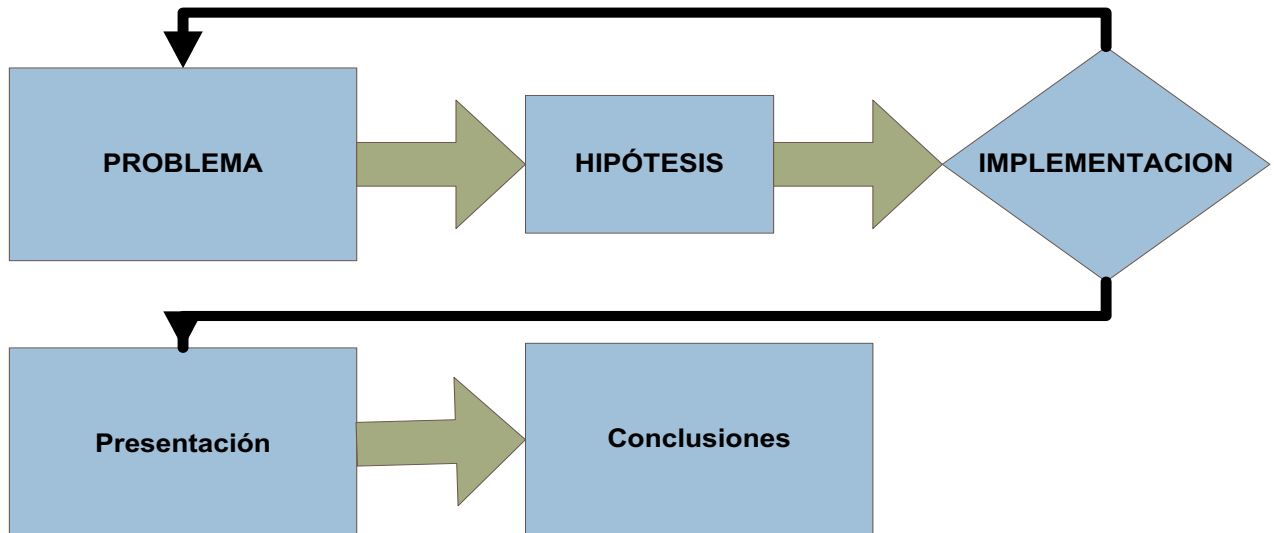 PROBLEMA
HIPÓTESIS
IMPLEMENTACION
Presentación
Conclusiones